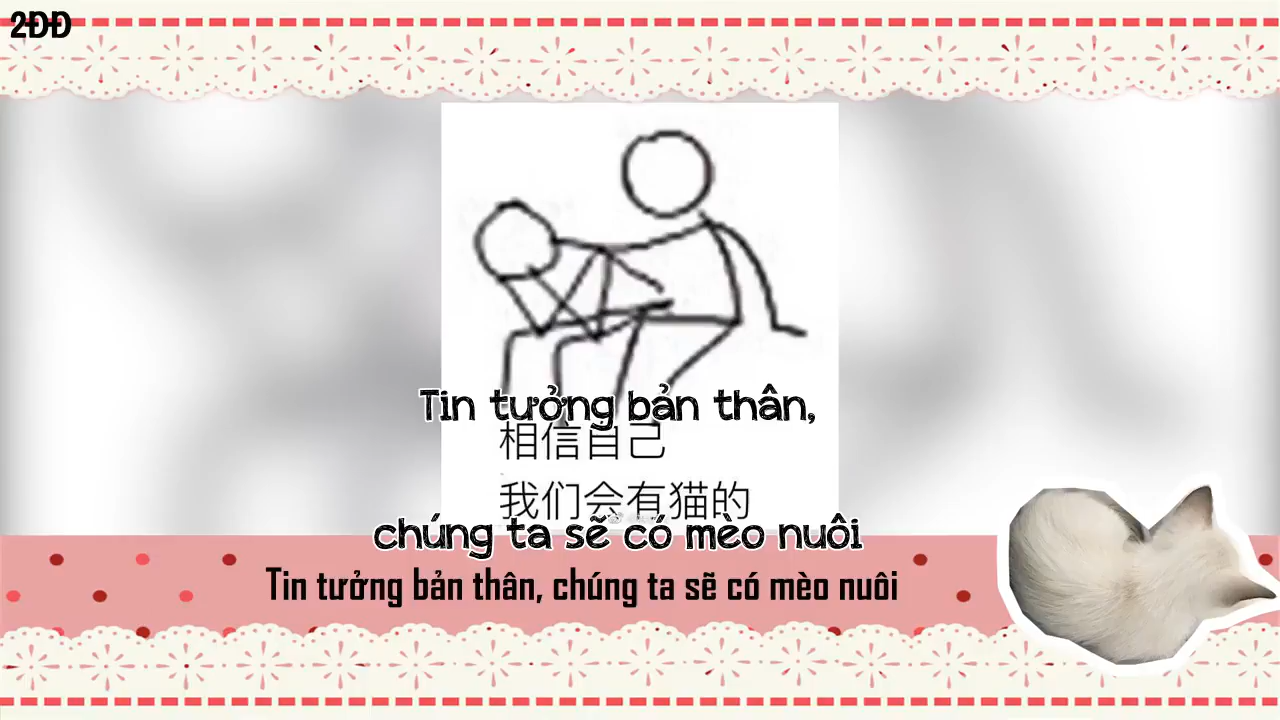 2ĐĐ
Tin tưởng bản thân,
相信自己
我们会有猫的
chúng ta sẽ có mèo nuôi
Tin tưởng bản thân, chúng ta sẽ có mèo nuôi